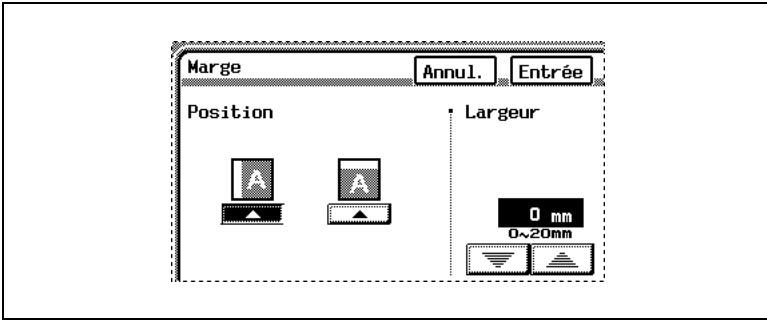 Marge Annul. Entrée
Position Largeur
A A
0 mm
0~20mm